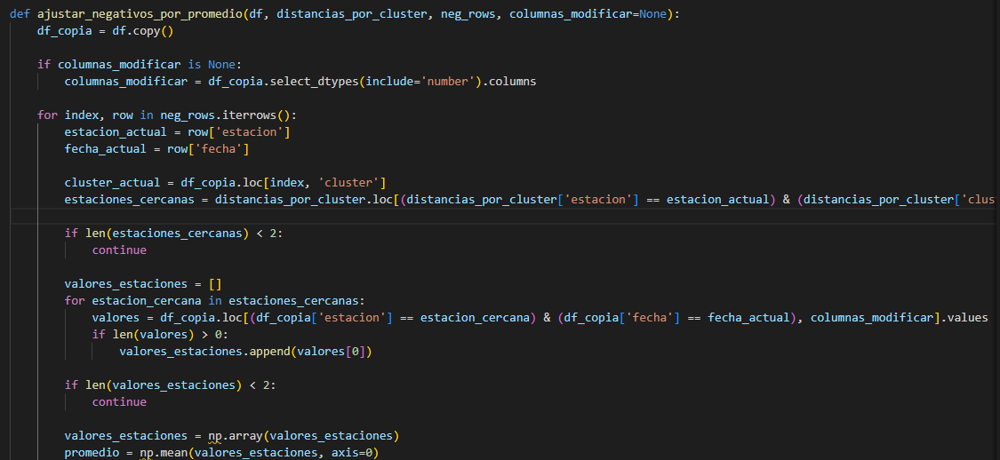 def ajustar_negativos_por_promedio(df, distancias_por_cluster, neg_rows, columnas_modificar=None):
    df_copia = df.copy()
    if columnas_modificar is None:
        columnas_modificar = df_copia.select_dtypes(include='number').columns
    for index, row in neg_rows.iterrows():
        estacion_actual = row['estacion']
        fecha_actual = row['fecha']
        cluster_actual = df_copia.loc[index, 'cluster']
        estaciones_cercanas = distancias_por_cluster.loc[(distancias_por_cluster['estacion'] == estacion_actual) & (distancias_por_cluster['clus
        if len(estaciones_cercanas) < 2:
            continue
        valores_estaciones = []
        for estacion_cercana in estaciones_cercanas:
            valores = df_copia.loc[(df_copia['estacion'] == estacion_cercana) & (df_copia['fecha'] == fecha_actual), columnas_modificar].values
            if len(valores) > 0:
                valores_estaciones.append(valores[0])
        if len(valores_estaciones) < 2:
            continue
        valores_estaciones = np.array(valores_estaciones)
        promedio = np.mean(valores_estaciones, axis=0)